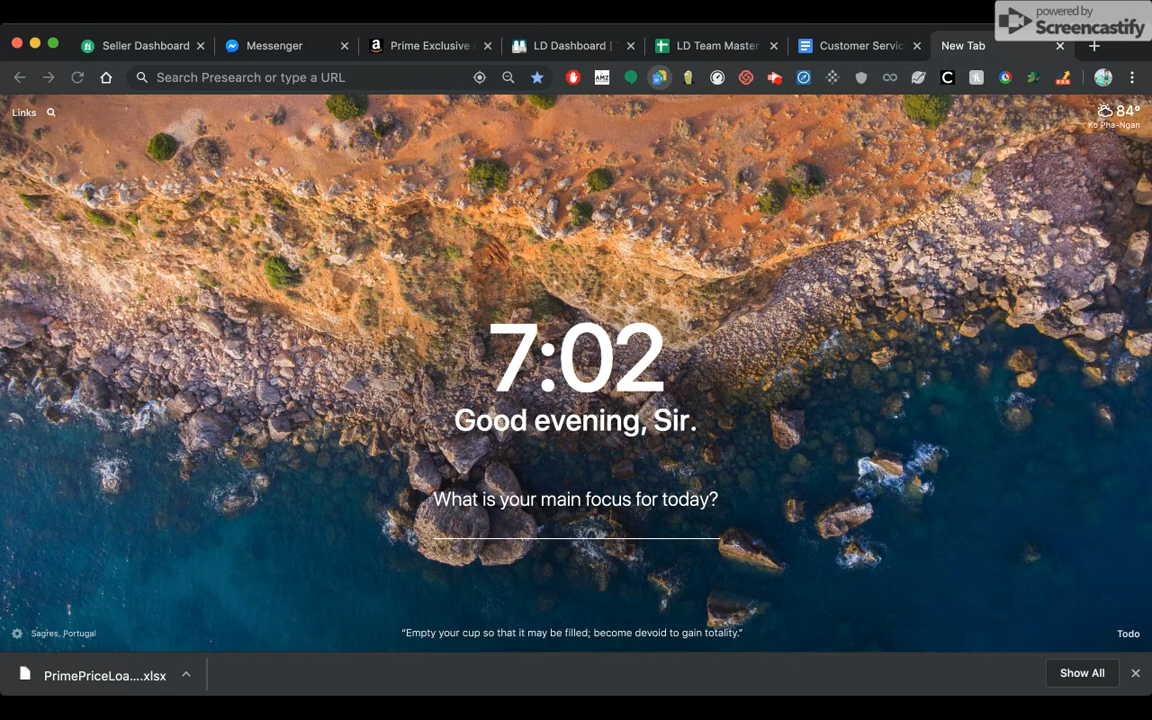 powered by
Screencastify
Seller Dashboard
Messenger
Prime Exclusive
LD Dashboard | T
LD Team Master
Customer Servic
New Tab
Search Presearch or type a URL
AMZ
PRO
Links
84°
Ko Pha-Ngan
7:02
Good evening, Sir.
What is your main focus for today?
Sagres, Portugal
“Empty your cup so that it may be filled; become devoid to gain totality.”
Todo
PrimePriceLoa....xlsx
Show All